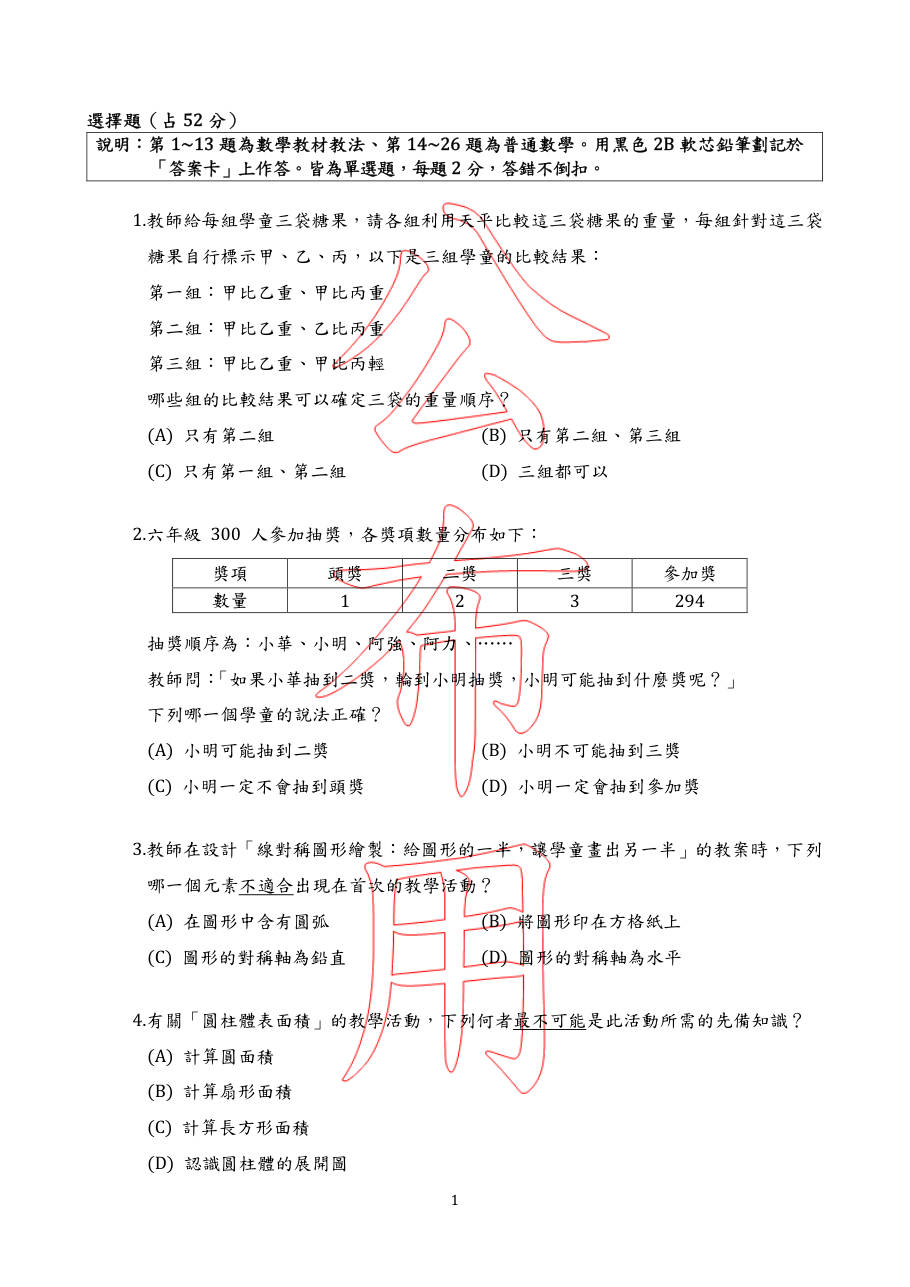 選擇題（占 52 分）
說明：第 1~13 題為數學教材教法、第 14~26 題為普通數學。用黑色 2B 軟芯鉛筆劃記於
「答案卡」上作答。皆為單選題，每題 2 分，答錯不倒扣。
1.教師給每組學童三袋糖果，請各組利用天平比較這三袋糖果的重量，每組針對這三袋
糖果自行標示甲、乙、丙，以下是三組學童的比較結果：
第一組：甲比乙重、甲比丙重
第二組：甲比乙重、乙比丙重
第三組：甲比乙重、甲比丙輕
哪些組的比較結果可以確定三袋的重量順序？
(A) 只有第二組 (B) 只有第二組、第三組
(C) 只有第一組、第二組 (D) 三組都可以
2.六年級 300 人參加抽獎，各獎項數量分布如下：
獎項 頭獎 二獎 三獎 參加獎
數量 1 2 3 294
抽獎順序為：小華、小明、阿強、阿力、……
教師問：「如果小華抽到二獎，輪到小明抽獎，小明可能抽到什麼獎呢？」
下列哪一個學童的說法正確？
(A) 小明可能抽到二獎 (B) 小明不可能抽到三獎
(C) 小明一定不會抽到頭獎 (D) 小明一定會抽到參加獎
3.教師在設計「線對稱圖形繪製：給圖形的一半，讓學童畫出另一半」的教案時，下列
哪一個元素不適合出現在首次的教學活動？
(A) 在圖形中含有圓弧 (B) 將圖形印在方格紙上
(C) 圖形的對稱軸為鉛直 (D) 圖形的對稱軸為水平
4.有關「圓柱體表面積」的教學活動，下列何者最不可能是此活動所需的先備知識？
(A) 計算圓面積
(B) 計算扇形面積
(C) 計算長方形面積
(D) 認識圓柱體的展開圖
1
公布用